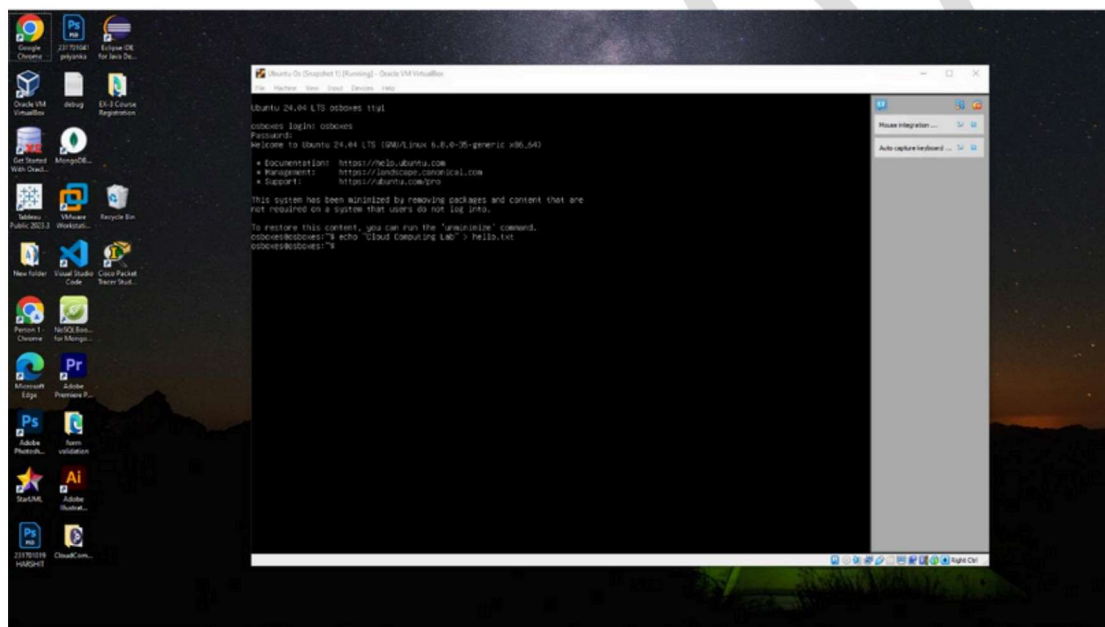 Google
Chrome
231701041
priyanka
Eclipse IDE
for Java De...
Oracle VM
VirtualBox
debug
EX-3 Course
Registration
Get Started
With Oracl...
MongoDB...
Tableau
Public 2023.3
VMware
Workstati...
Recycle Bin
New folder
Visual Studio
Code
Cisco Packet
Tracer Stud...
Person 1 -
Chrome
NoSQLBoo...
for Mongo...
Microsoft
Edge
Adobe
Premiere P...
Adobe
Photosh...
form
validation
StarUML
Adobe
Illustrat...
231701019
HARSHIT
CloudCom...
Ubuntu Os (Snapshot 1) [Running] - Oracle VM VirtualBox
File Machine View Input Devices Help
Ubuntu 24.04 LTS osboxes tty1
osboxes login: osboxes
Password:
Welcome to Ubuntu 24.04 LTS (GNU/Linux 6.8.0-35-generic x86_64)
* Documentation: https://help.ubuntu.com
* Management: https://landscape.canonical.com
* Support: https://ubuntu.com/pro
This system has been minimized by removing packages and content that are
not required on a system that users do not log into.
To restore this content, you can run the 'unminimize' command.
osboxes@osboxes:~$ echo "Cloud Computing Lab" > hello.txt
osboxes@osboxes:~$
Mouse integration ...
Auto capture keyboard ...
Right Ctrl